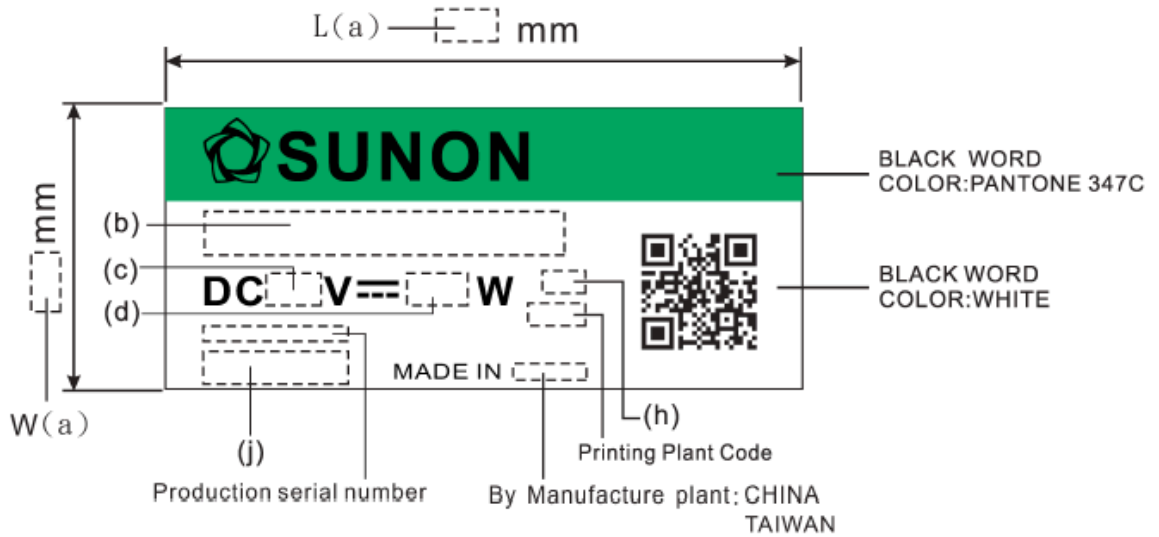 L(a) mm
SUNON
BLACK WORD
COLOR:PANTONE 347C
mm
(b)
(c)
DC V W
(d)
BLACK WORD
COLOR:WHITE
MADE IN
W(a)
(j)
(h)
Printing Plant Code
Production serial number
By Manufacture plant: CHINA
TAIWAN